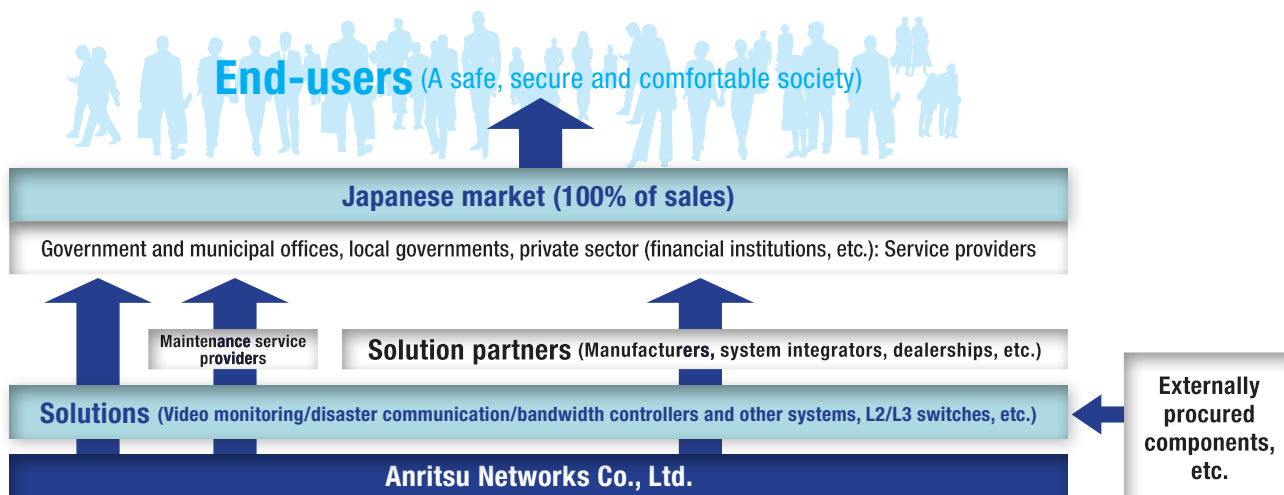 End-users (A safe, secure and comfortable society)
Japanese market (100% of sales)
Government and municipal offices, local governments, private sector (financial institutions, etc.): Service providers
Maintenance service
providers
Solution partners (Manufacturers, system integrators, dealerships, etc.)
Solutions (Video monitoring/disaster communication/bandwidth controllers and other systems, L2/L3 switches, etc.)
Externally
procured
components,
etc.
Anritsu Networks Co., Ltd.